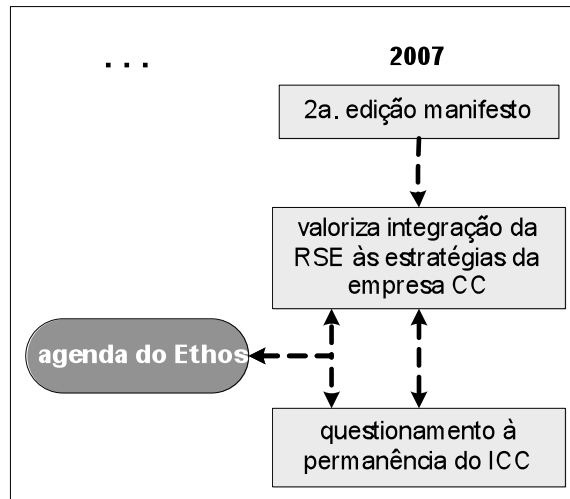 . . .
2007
2a. edição manifesto
valoriza integração da
RSE às estratégias da
empresa CC
agenda do Ethos
questionamento à
permanência do ICC